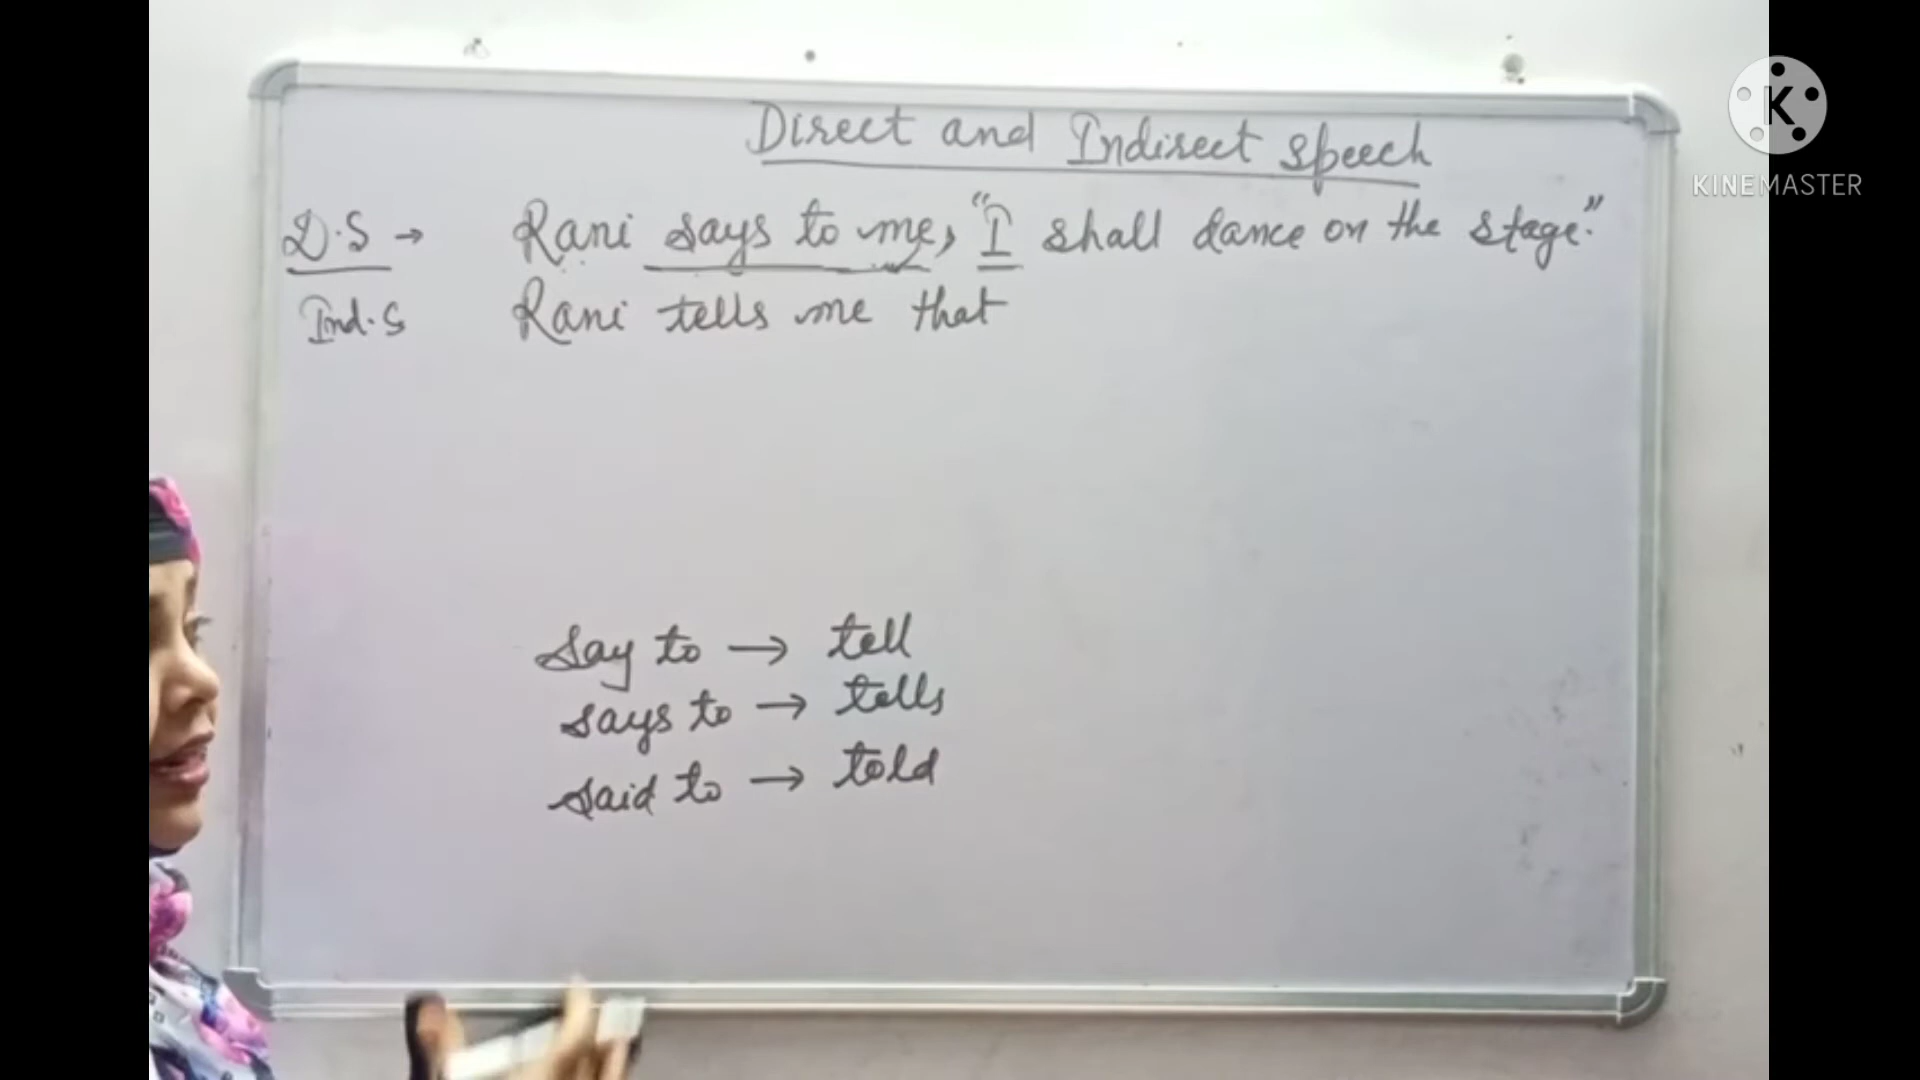 Direct and Indirect speech
D.S → Rani says to me, "I shall dance on the stage."
Ind.S Rani tells me that
say to → tell
says to → tells
said to → told
K
KINEMASTER